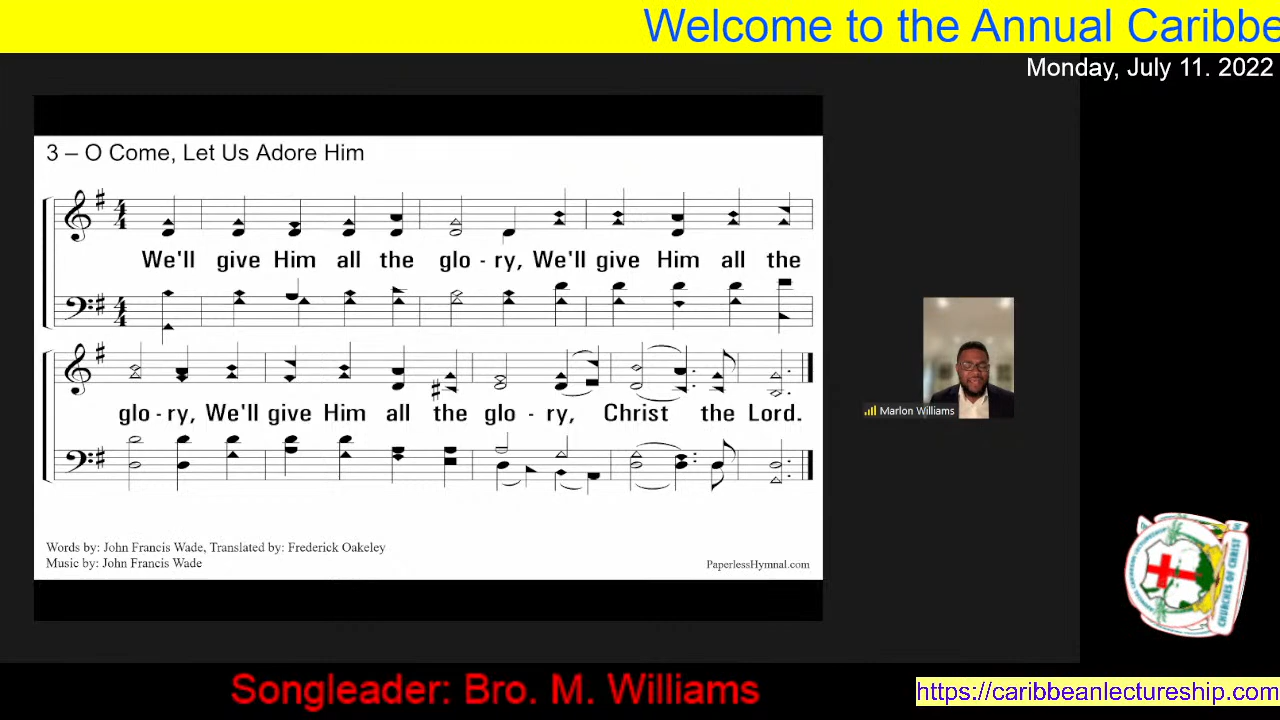 Welcome to the Annual Caribbe
Monday, July 11. 2022
3 – O Come, Let Us Adore Him
We'll give Him all the glo - ry, We'll give Him all the
glo - ry, We'll give Him all the glo - ry, Christ the Lord.
Words by: John Francis Wade, Translated by: Frederick Oakeley
Music by: John Francis Wade
PaperlessHymnal.com
Marlon Williams
CHURCHES OF CHRIST
Songleader: Bro. M. Williams
https://caribbeanlectureship.com